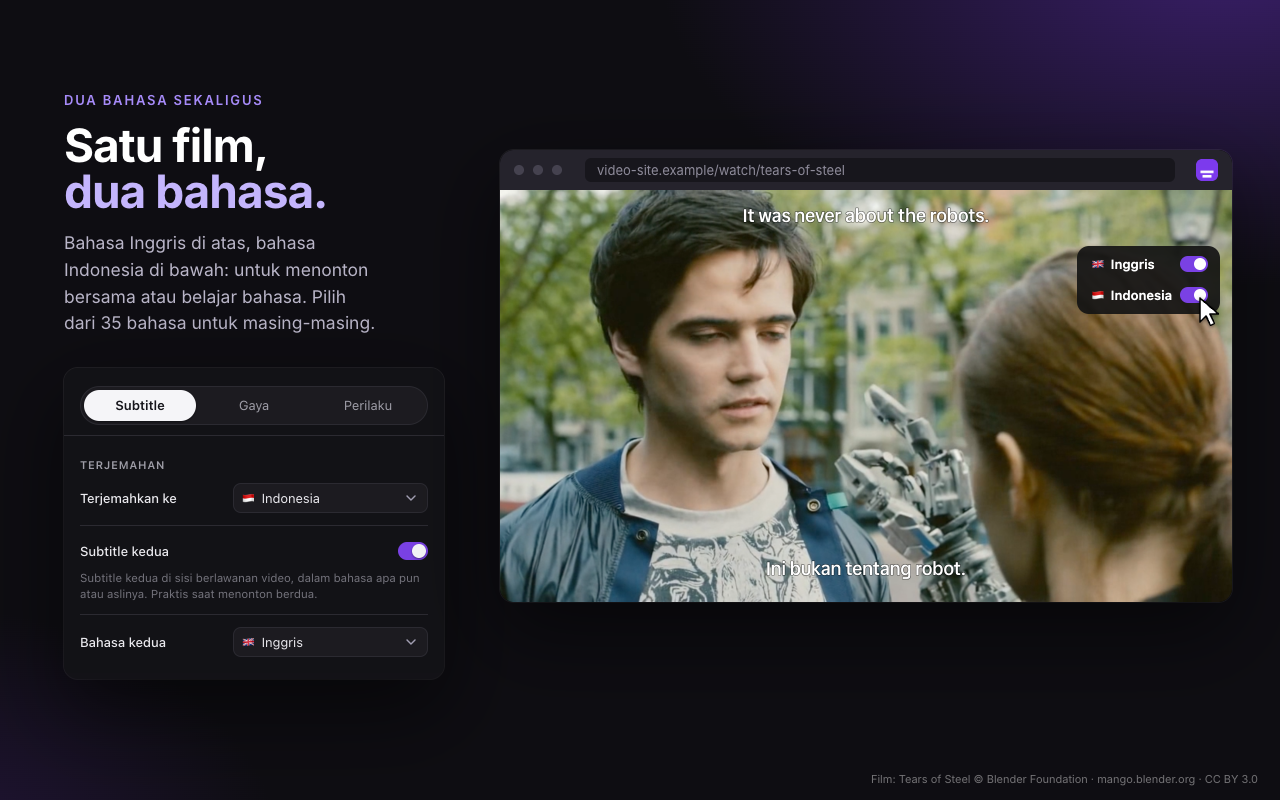 DUA BAHASA SEKALIGUS
Satu film,
dua bahasa.
Bahasa Inggris di atas, bahasa
Indonesia di bawah: untuk menonton
bersama atau belajar bahasa. Pilih
dari 35 bahasa untuk masing-masing.
Subtitle Gaya Perilaku
TERJEMAHAN
Terjemahkan ke Indonesia
Subtitle kedua
Subtitle kedua di sisi berlawanan video, dalam bahasa apa pun
atau aslinya. Praktis saat menonton berdua.
Bahasa kedua Inggris
video-site.example/watch/tears-of-steel
It was never about the robots.
Inggris
Indonesia
Ini bukan tentang robot.
Film: Tears of Steel © Blender Foundation · mango.blender.org · CC BY 3.0